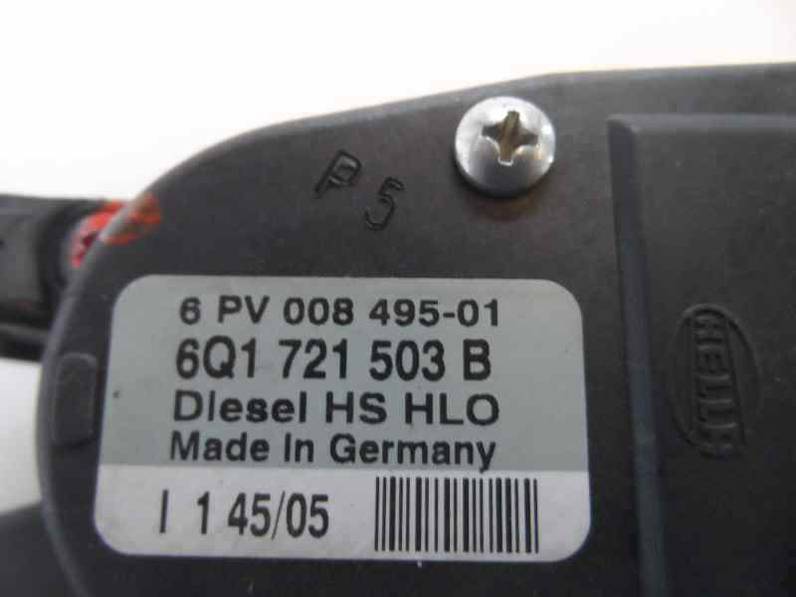 P 5
6 PV 008 495-01
6Q1 721 503 B
Diesel HS HLO
Made in Germany
I 1 45/05
HELLA